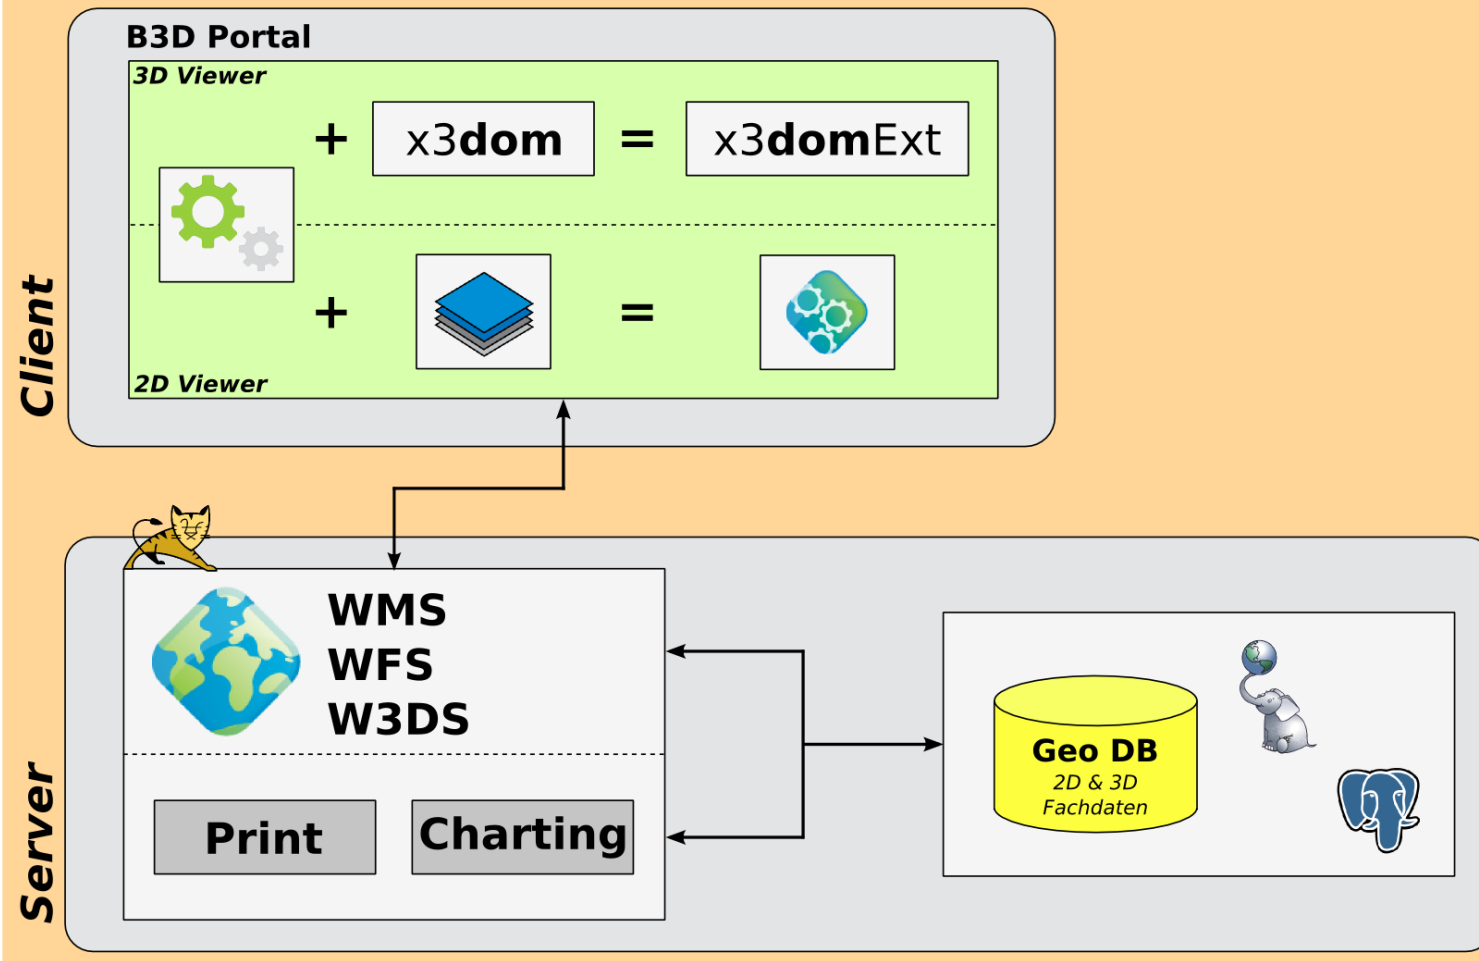 B3D Portal
3D Viewer
+ x3dom = x3domExt
+ =
2D Viewer
Client
WMS
WFS
W3DS
Print
Charting
Geo DB
2D & 3D
Fachdaten
Server